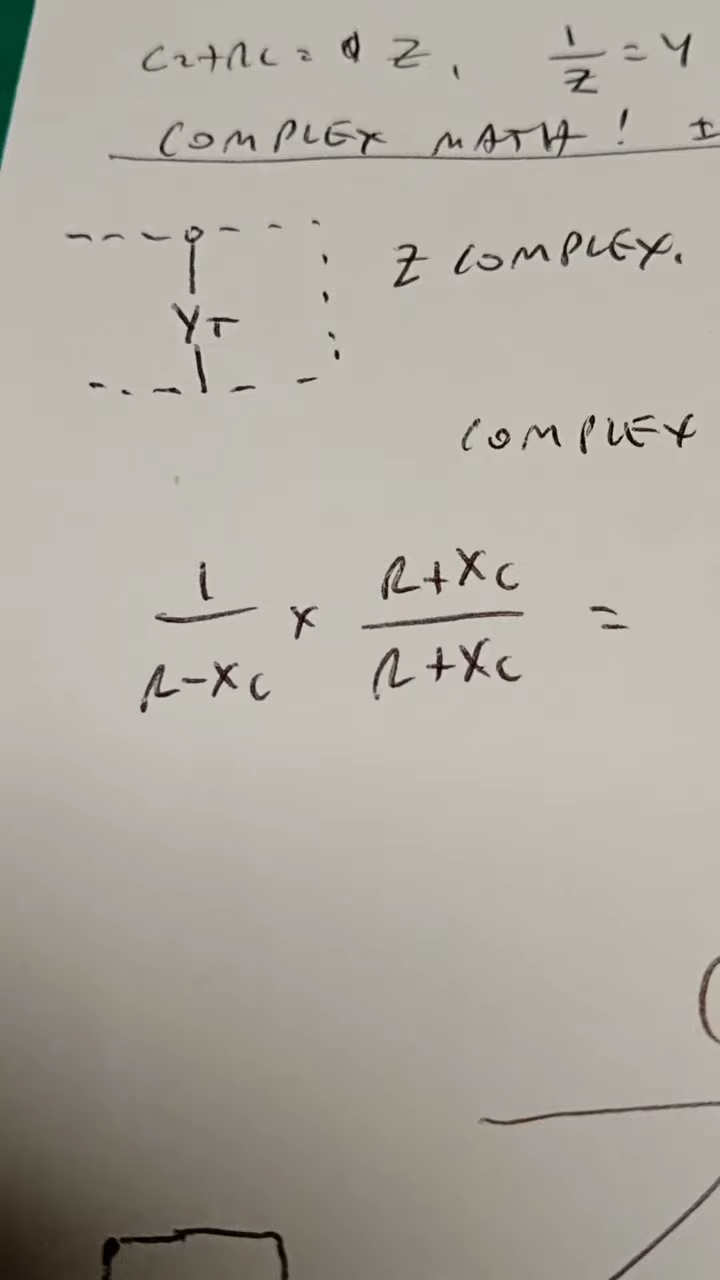 C2+RC = Z, 1/Z = Y
COMPLEX MATH! ±
Z COMPLEX.
YT
COMPLEX
1/R-XC × R+XC/R+XC =